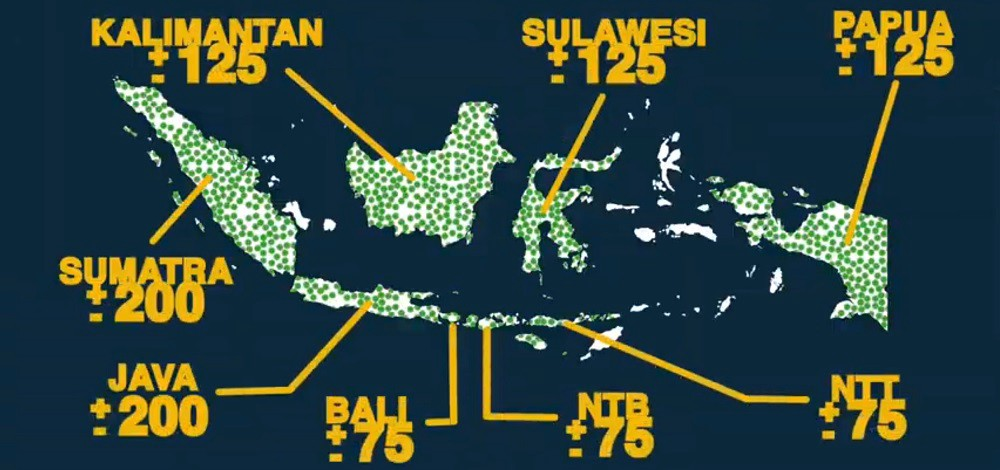 KALIMANTAN
± 125
SULAWESI
± 125
PAPUA
± 125
SUMATRA
± 200
JAVA
± 200
BALI
± 75
NTB
± 75
NTT
± 75